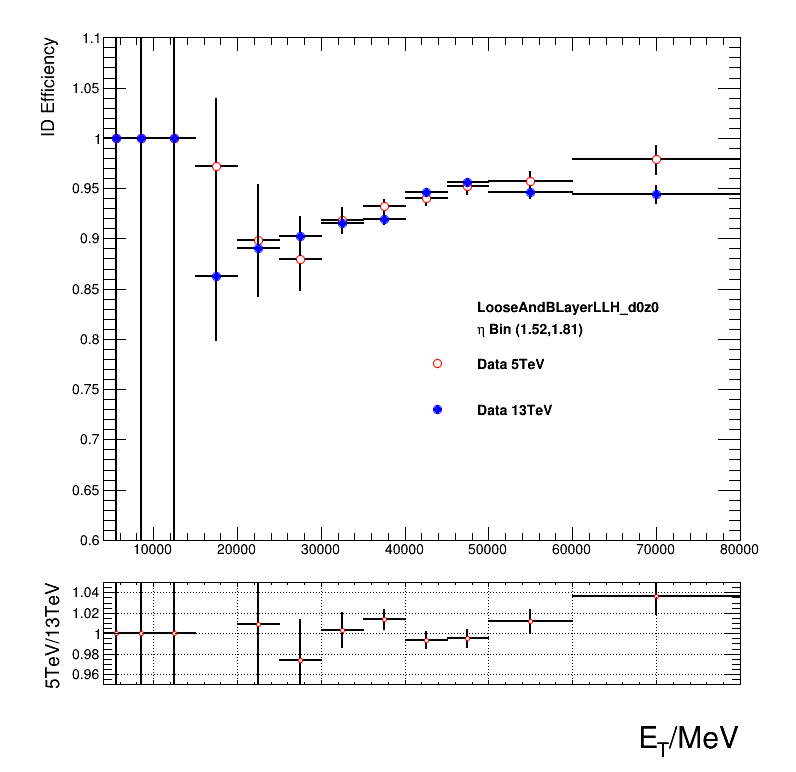 ID Efficiency
1.1
1.05
1
0.95
0.9
0.85
0.8
0.75
0.7
0.65
0.6
LooseAndBLayerLLH_d0z0
η Bin (1.52,1.81)
Data 5TeV
Data 13TeV
10000 20000 30000 40000 50000 60000 70000 80000
5TeV/13TeV
1.04
1.02
1
0.98
0.96
E_T/MeV